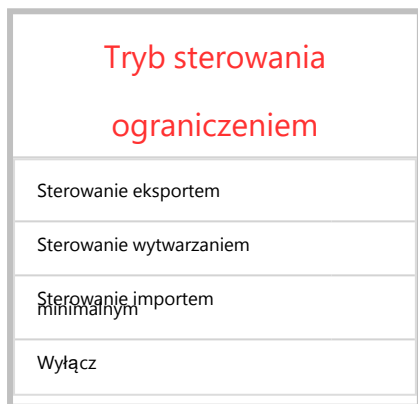 Tryb sterowania
ograniczeniem
Sterowanie eksportem
Sterowanie wytwarzaniem
Sterowanie importem
minimalnym
Wyłącz